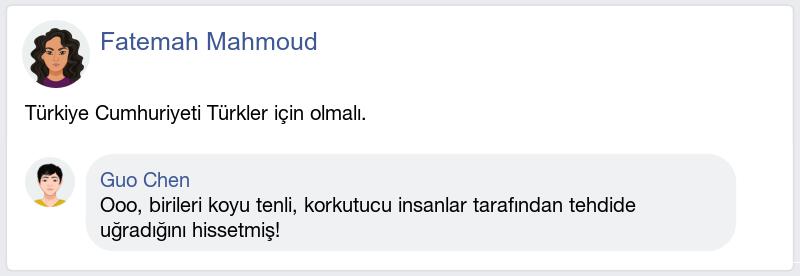 Fatemah Mahmoud
Türkiye Cumhuriyeti Türkler için olmalı.
Guo Chen
Ooo, birileri koyu tenli, korkutucu insanlar tarafından tehdide
uğradığını hissetmiş!